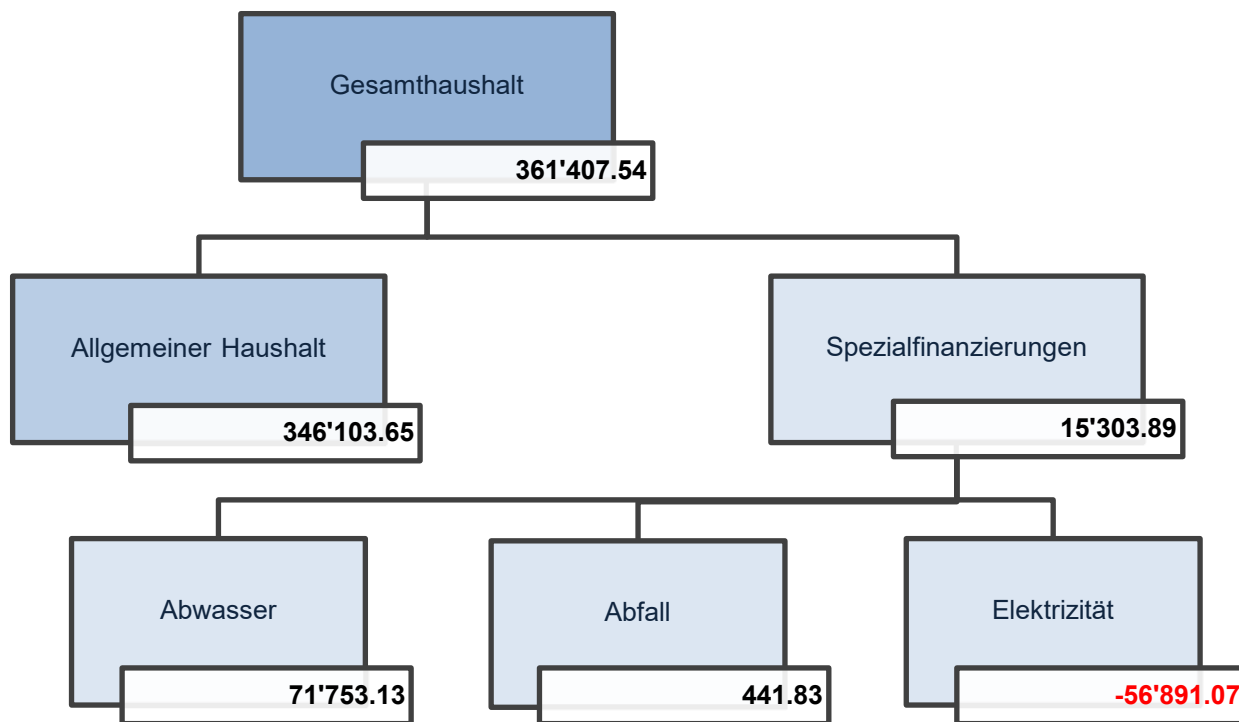 Gesamthaushalt
361'407.54
Allgemeiner Haushalt
346'103.65
Spezialfinanzierungen
15'303.89
Abwasser
71'753.13
Abfall
441.83
Elektrizität
-56'891.07